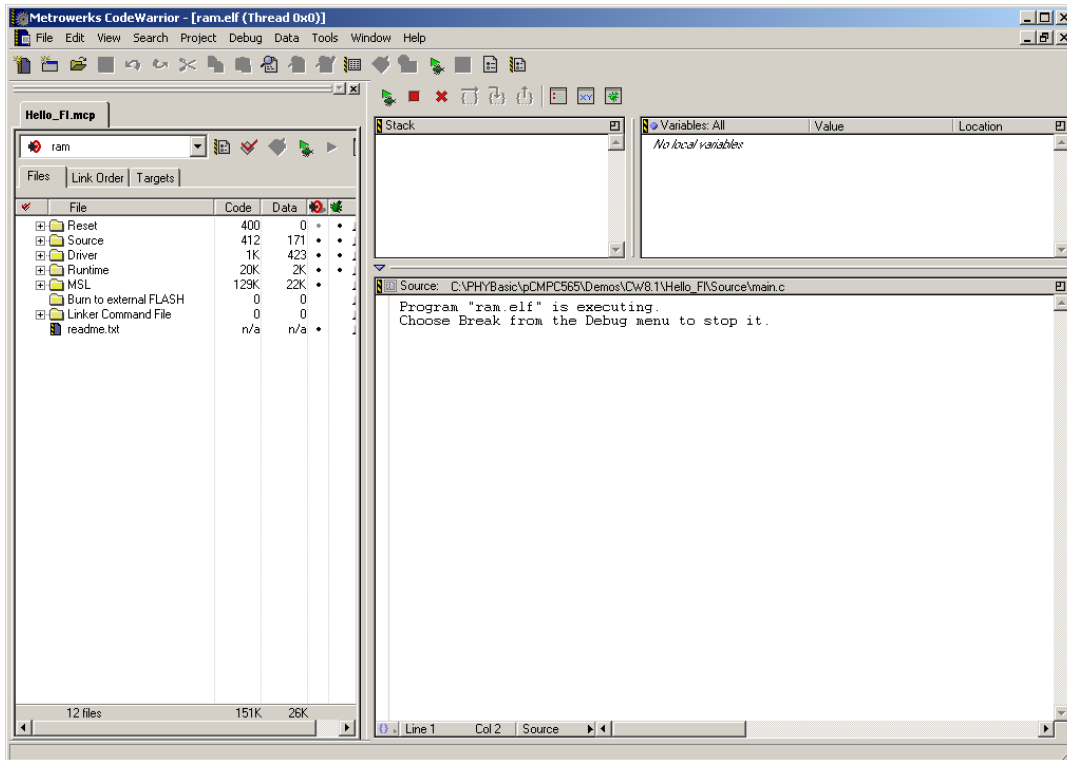 Metrowerks CodeWarrior - [ram.elf (Thread 0x0)]
File Edit View Search Project Debug Data Tools Window Help
Hello_FI.mcp
ram
Files Link Order Targets
File Code Data
Reset 400 0
Source 412 171
Driver 1K 423
Runtime 20K 2K
MSL 129K 22K
Burn to external FLASH 0 0
Linker Command File 0 0
readme.txt n/a n/a
12 files 151K 26K
Stack
Variables: All Value Location
No local variables
Source: C:\PHYBasic\pCMPC565\Demos\CW8.1\Hello_FI\Source\main.c
Program "ram.elf" is executing.
Choose Break from the Debug menu to stop it.
Line 1 Col 2 Source